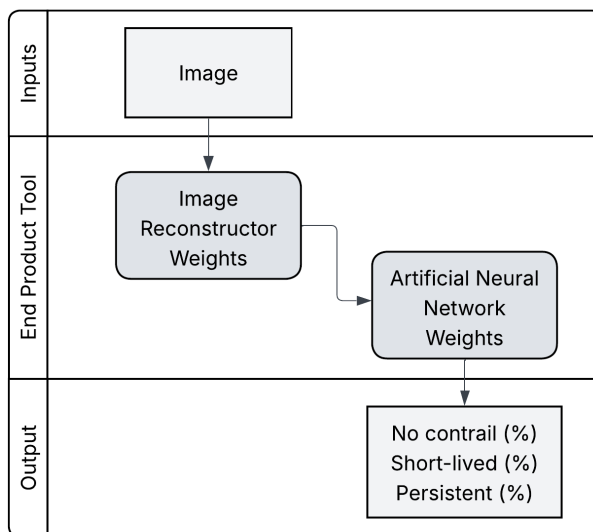 Inputs
Image
End Product Tool
Image
Reconstructor
Weights
Artificial Neural
Network
Weights
Output
No contrail (%)
Short-lived (%)
Persistent (%)